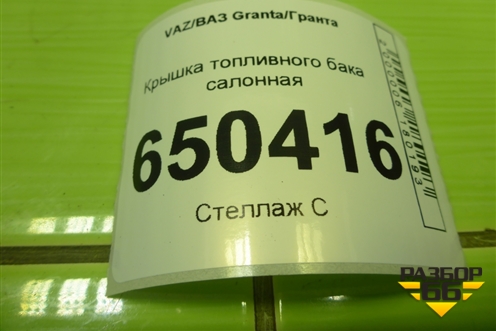 VAZ/ВАЗ Granta/Гранта
Крышка топливного бака
салонная
650416
Стеллаж С
РАЗБОР
66